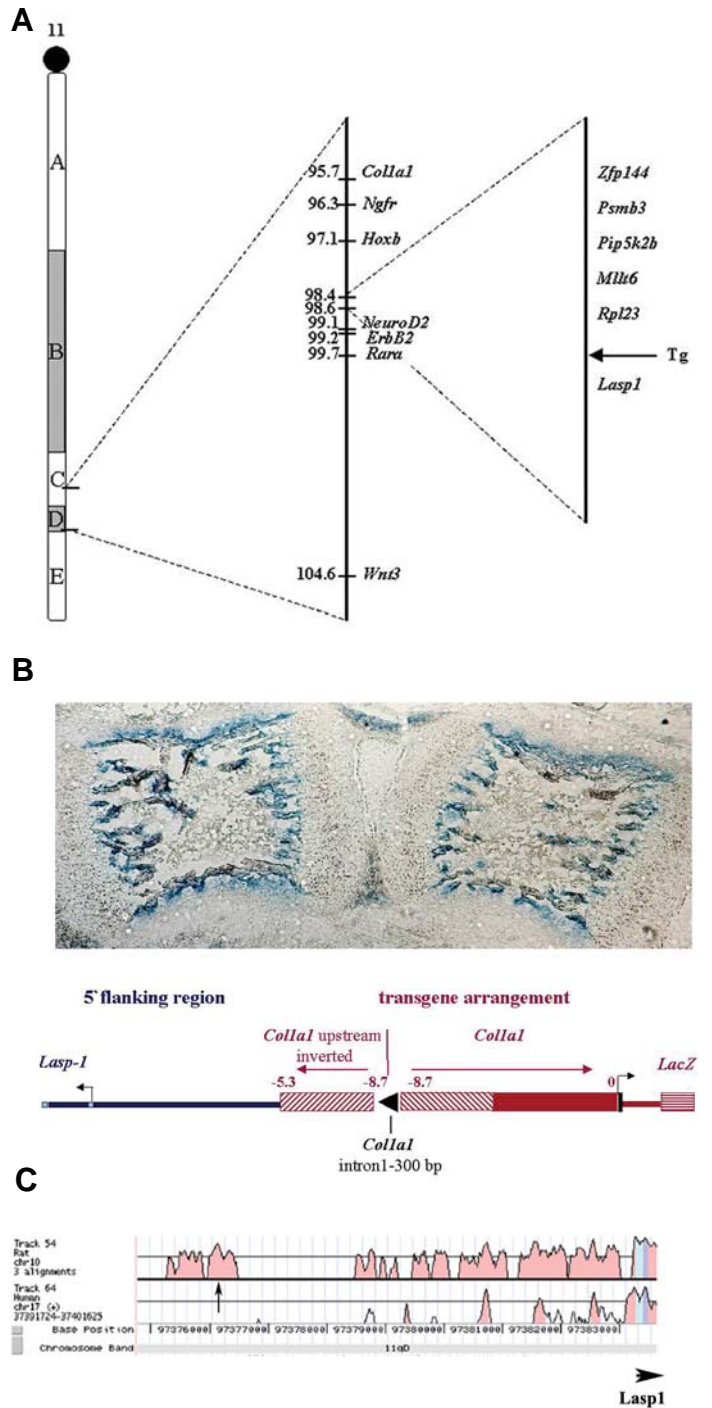 A
11
A
B
C
D
E
95.7 Col1a1
96.3 Ngfr
97.1 Hoxb
98.4
98.6
99.1 NeuroD2
99.2 ErbB2
99.7 Rara
104.6 Wnt3
Zfp144
Psmb3
Pip5k2b
Mllt6
Rpl23
Tg
Lasp1
B
5`flanking region
transgene arrangement
Col1a1 upstream
inverted
Col1a1
Lasp-1
-5.3
-8.7
-8.7
0
LacZ
Col1a1
intron1-300 bp
C
Track 54
Rat
chr10
3 alignments
Track 64
Human
chr17 (+)
37391724-37401625
Base Position 97376000 97377000 97378000 97379000 97380000 97381000 97382000 97383000
Chromosome Band 11qD
Lasp1